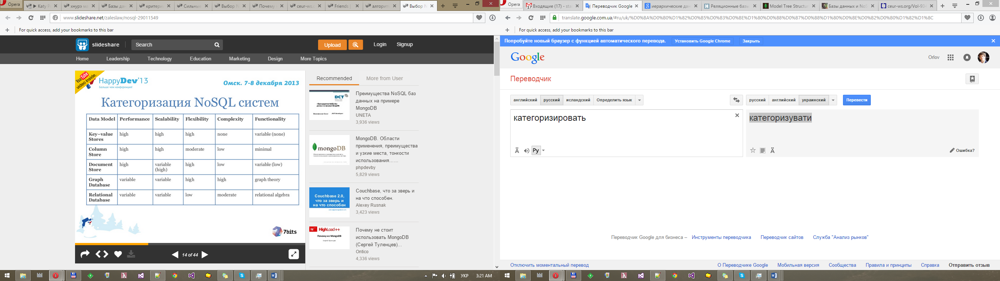 Opera
▶ Katy P
хнурэ ма
Базы дан
критери
Сильные
Выбор N
Почему
ceur-ws.o
Friends |
алгорит
Выбор N
www.slideshare.net/zaleslaw/nosql-29011549
For quick access, add your bookmarks to this bar
slideshare
Search
Upload
Login
Signup
Home
Leadership
Technology
Education
Marketing
Design
More Topics
YouTube
video inside.
HappyDev'13
Больше чем конференция!
Омск. 7-8 декабря 2013
Категоризация NoSQL систем
Data Model Performance Scalability Flexibility Complexity Functionality
Key–value Stores high high high none variable (none)
Column Store high high moderate low minimal
Document Store high variable (high) high low variable (low)
Graph Database variable variable high high graph theory
Relational Database variable variable low moderate relational algebra
7bits
14 of 44
Recommended
More from User
DCT
Преимущества NoSQL баз
данных на примере
MongoDB
UNETA
3,936 views
mongoDB
MongoDB. Области
применения, преимущества
и узкие места, тонкости
использования……
phpdevby
5,829 views
Couchbase 2.0,
что за зверь и
на что способен
Couchbase, что за зверь и
на что способен.
Alexey Rusnak
3,423 views
HighLoad++
Почему не MongoDB
Сергей Туленцев
Почему не стоит
использовать MongoDB
(Сергей Туленцев)…
Ontico
4,336 views
УКР
3:21 AM
Opera
Входящие (17) - sta
Переводчик Google
иерархические дан
Реляционные базы
Model Tree Structur
Базы данных и NoS
ceur-ws.org/Vol-934
translate.google.com.ua/#ru/uk/%D0%BA%D0%B0%D1%82%D0%B5%D0%B3%D0%BE%D1%80%D0%B8%D0%B7%D0%B8%D1%80%D0%BE%D0%B2%D0%B0%D1%82%D1%8C
For quick access, add your bookmarks to this bar
Попробуйте новый браузер с функцией автоматического перевода.
Установить Google Chrome
Закрыть
Google
Orlov
Переводчик
английский
русский
исландский
Определить язык
русский
английский
украинский
Перевести
категоризировать
категоризувати
Ä
Ру
Ä
Ошибка?
Переводчик Google для бизнеса –
Инструменты переводчика
Переводчик сайтов
Служба "Анализ рынков"
Отключить моментальный перевод
О Переводчике Google
Мобильная версия
Сообщества
Правила и принципы
Справка
Отправить отзыв